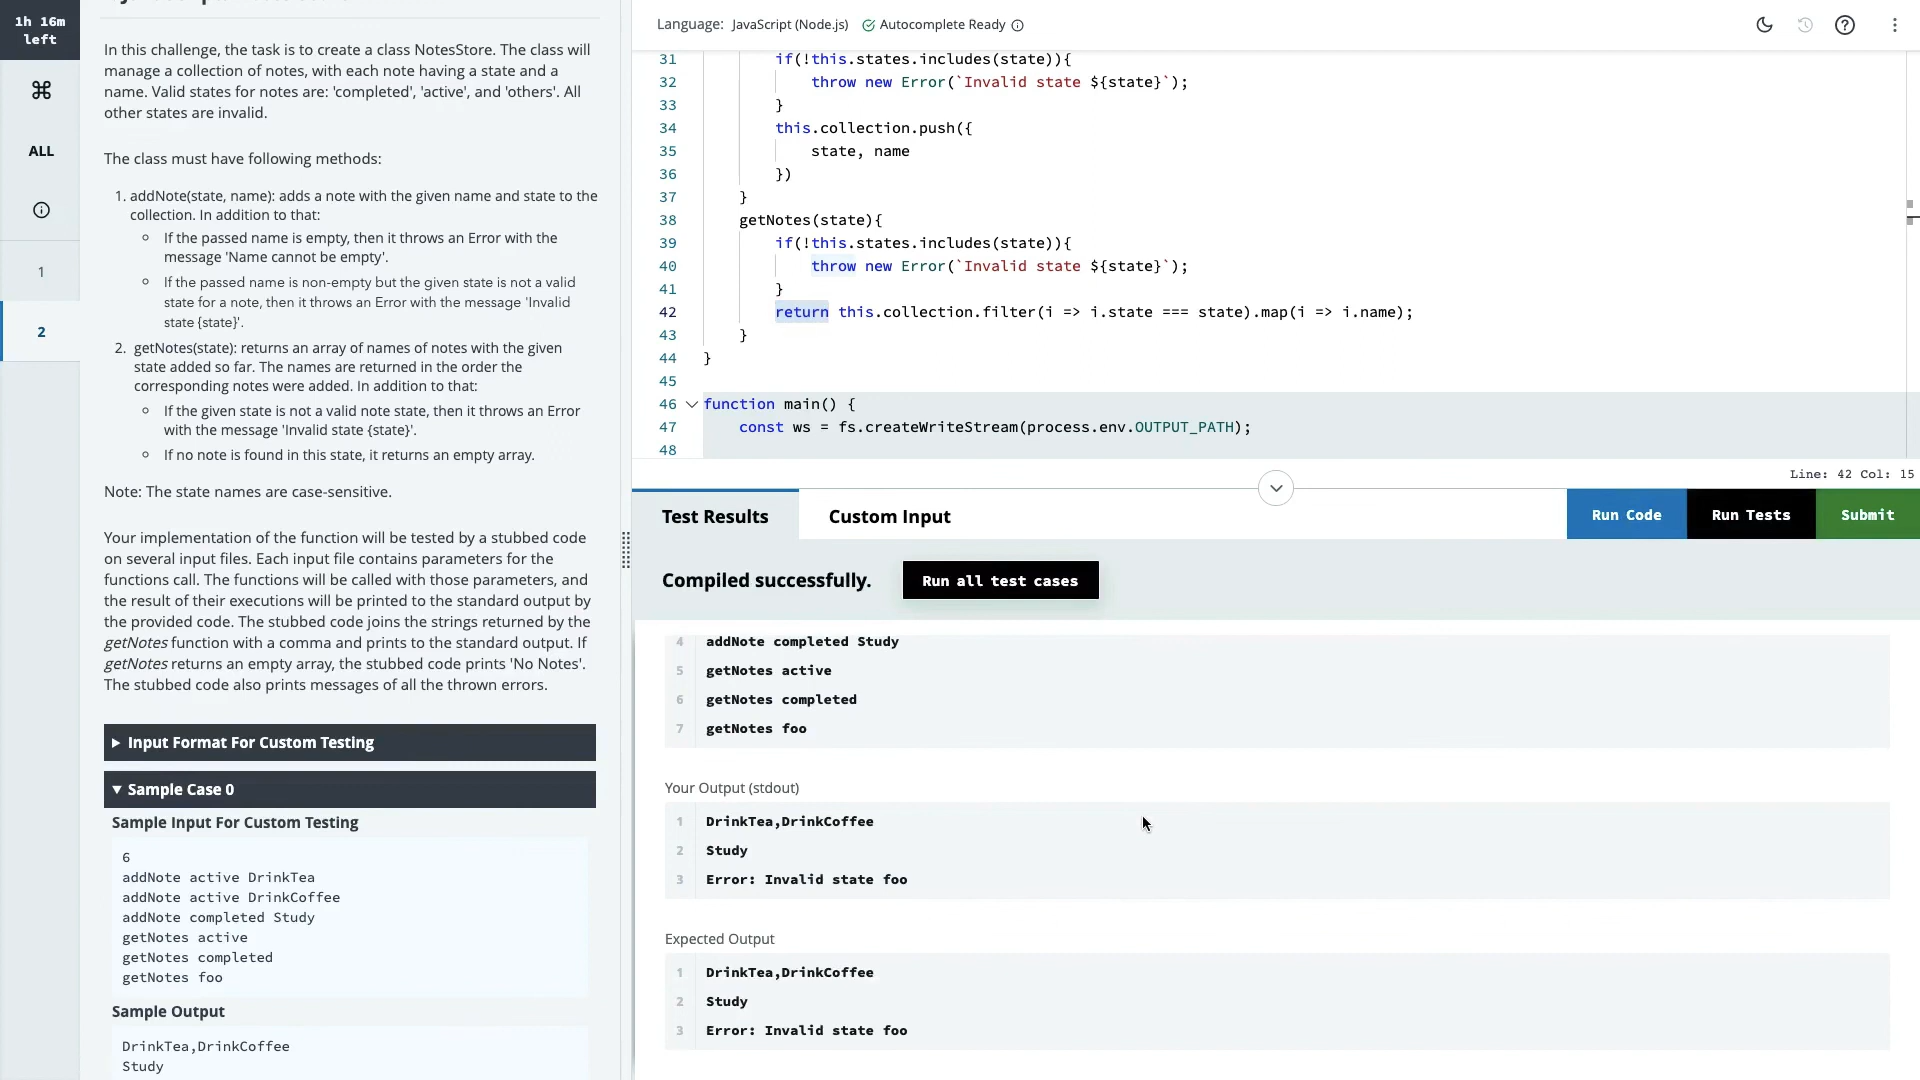 1h 16m
left
ALL
1
2
In this challenge, the task is to create a class NotesStore. The class will
manage a collection of notes, with each note having a state and a
name. Valid states for notes are: 'completed', 'active', and 'others'. All
other states are invalid.
The class must have following methods:
1. addNote(state, name): adds a note with the given name and state to the
collection. In addition to that:
If the passed name is empty, then it throws an Error with the
message 'Name cannot be empty'.
If the passed name is non-empty but the given state is not a valid
state for a note, then it throws an Error with the message 'Invalid
state {state}'.
2. getNotes(state): returns an array of names of notes with the given
state added so far. The names are returned in the order the
corresponding notes were added. In addition to that:
If the given state is not a valid note state, then it throws an Error
with the message 'Invalid state {state}'.
If no note is found in this state, it returns an empty array.
Note: The state names are case-sensitive.
Your implementation of the function will be tested by a stubbed code
on several input files. Each input file contains parameters for the
functions call. The functions will be called with those parameters, and
the result of their executions will be printed to the standard output by
the provided code. The stubbed code joins the strings returned by the
getNotes function with a comma and prints to the standard output. If
getNotes returns an empty array, the stubbed code prints 'No Notes'.
The stubbed code also prints messages of all the thrown errors.
Input Format For Custom Testing
Sample Case 0
Sample Input For Custom Testing
6
addNote active DrinkTea
addNote active DrinkCoffee
addNote completed Study
getNotes active
getNotes completed
getNotes foo
Sample Output
DrinkTea,DrinkCoffee
Study
Language: JavaScript (Node.js) Autocomplete Ready
31 if(!this.states.includes(state)){
32 throw new Error(`Invalid state ${state}`);
33 }
34 this.collection.push({
35 state, name
36 })
37 }
38 getNotes(state){
39 if(!this.states.includes(state)){
40 throw new Error(`Invalid state ${state}`);
41 }
42 return this.collection.filter(i => i.state === state).map(i => i.name);
43 }
44 }
45
46 function main() {
47 const ws = fs.createWriteStream(process.env.OUTPUT_PATH);
48
Line: 42 Col: 15
Test Results Custom Input Run Code Run Tests Submit
Compiled successfully. Run all test cases
4 addNote completed Study
5 getNotes active
6 getNotes completed
7 getNotes foo
Your Output (stdout)
1 DrinkTea,DrinkCoffee
2 Study
3 Error: Invalid state foo
Expected Output
1 DrinkTea,DrinkCoffee
2 Study
3 Error: Invalid state foo